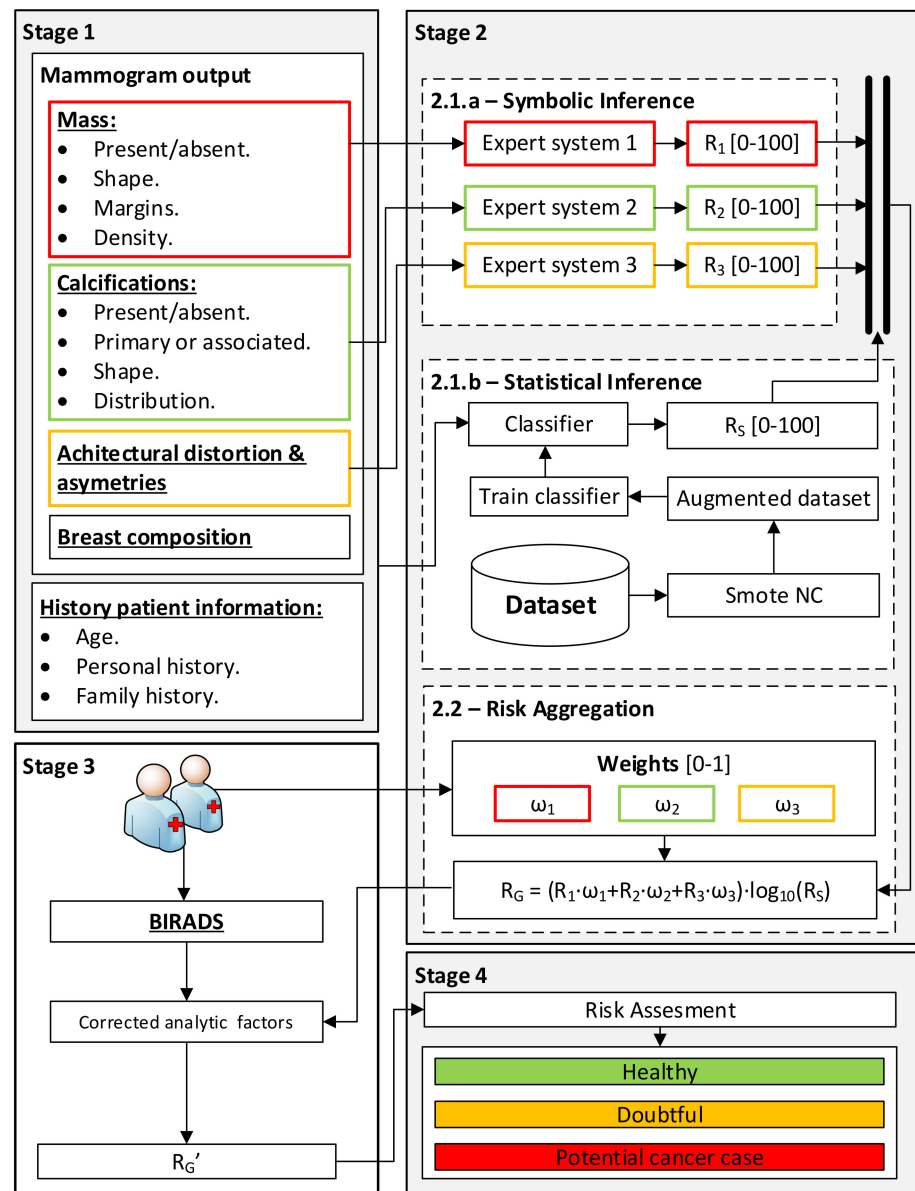 Stage 1
Mammogram output
Mass:
• Present/absent.
• Shape.
• Margins.
• Density.
Calcifications:
• Present/absent.
• Primary or associated.
• Shape.
• Distribution.
Achitectural distortion &
asymetries
Breast composition
History patient information:
• Age.
• Personal history.
• Family history.
Stage 2
2.1.a – Symbolic Inference
Expert system 1
R₁ [0-100]
Expert system 2
R₂ [0-100]
Expert system 3
R₃ [0-100]
2.1.b – Statistical Inference
Classifier
R_S [0-100]
Train classifier
Augmented dataset
Dataset
Smote NC
2.2 – Risk Aggregation
Weights [0-1]
ω₁
ω₂
ω₃
R_G = (R₁·ω₁+R₂·ω₂+R₃·ω₃)·log₁₀(R_S)
Stage 3
BIRADS
Corrected analytic factors
R_G’
Stage 4
Risk Assesment
Healthy
Doubtful
Potential cancer case